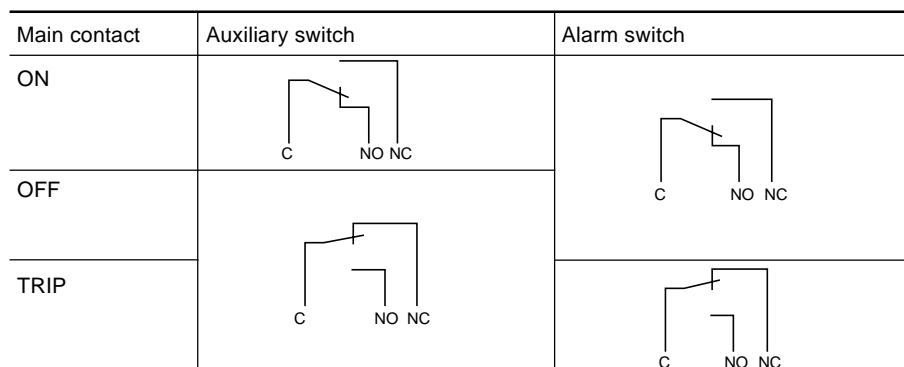 Main contact Auxiliary switch Alarm switch
ON
C NO NC
C NO NC
OFF
C NO NC
TRIP
C NO NC